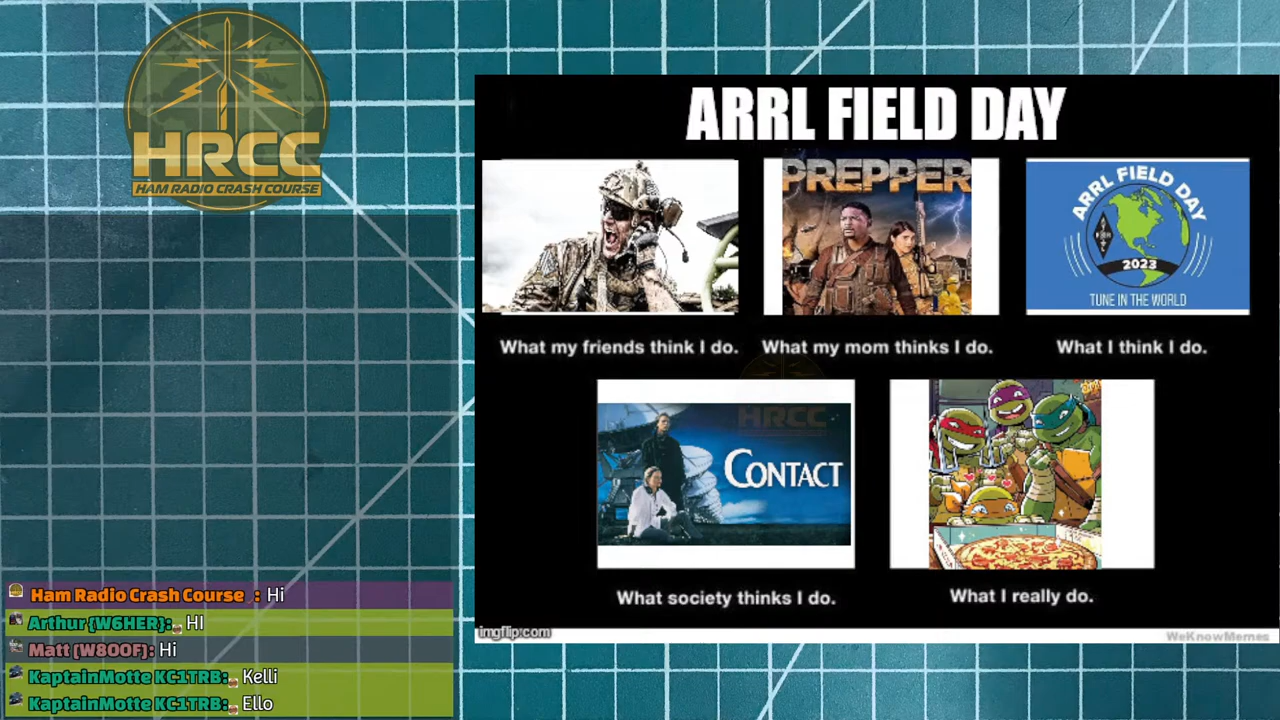 HRCC
HAM RADIO CRASH COURSE
ARRL FIELD DAY
PREPPER
ARRL FIELD DAY
2023
TUNE IN THE WORLD
What my friends think I do.
What my mom thinks I do.
What I think I do.
HRCC
CONTACT
What society thinks I do.
What I really do.
imgflip.com
WeKnowMemes
Ham Radio Crash Course : Hi
Arthur {W6HER}: HI
Matt (W8OOF): Hi
KaptainMotte KC1TRB: Kelli
KaptainMotte KC1TRB: Ello